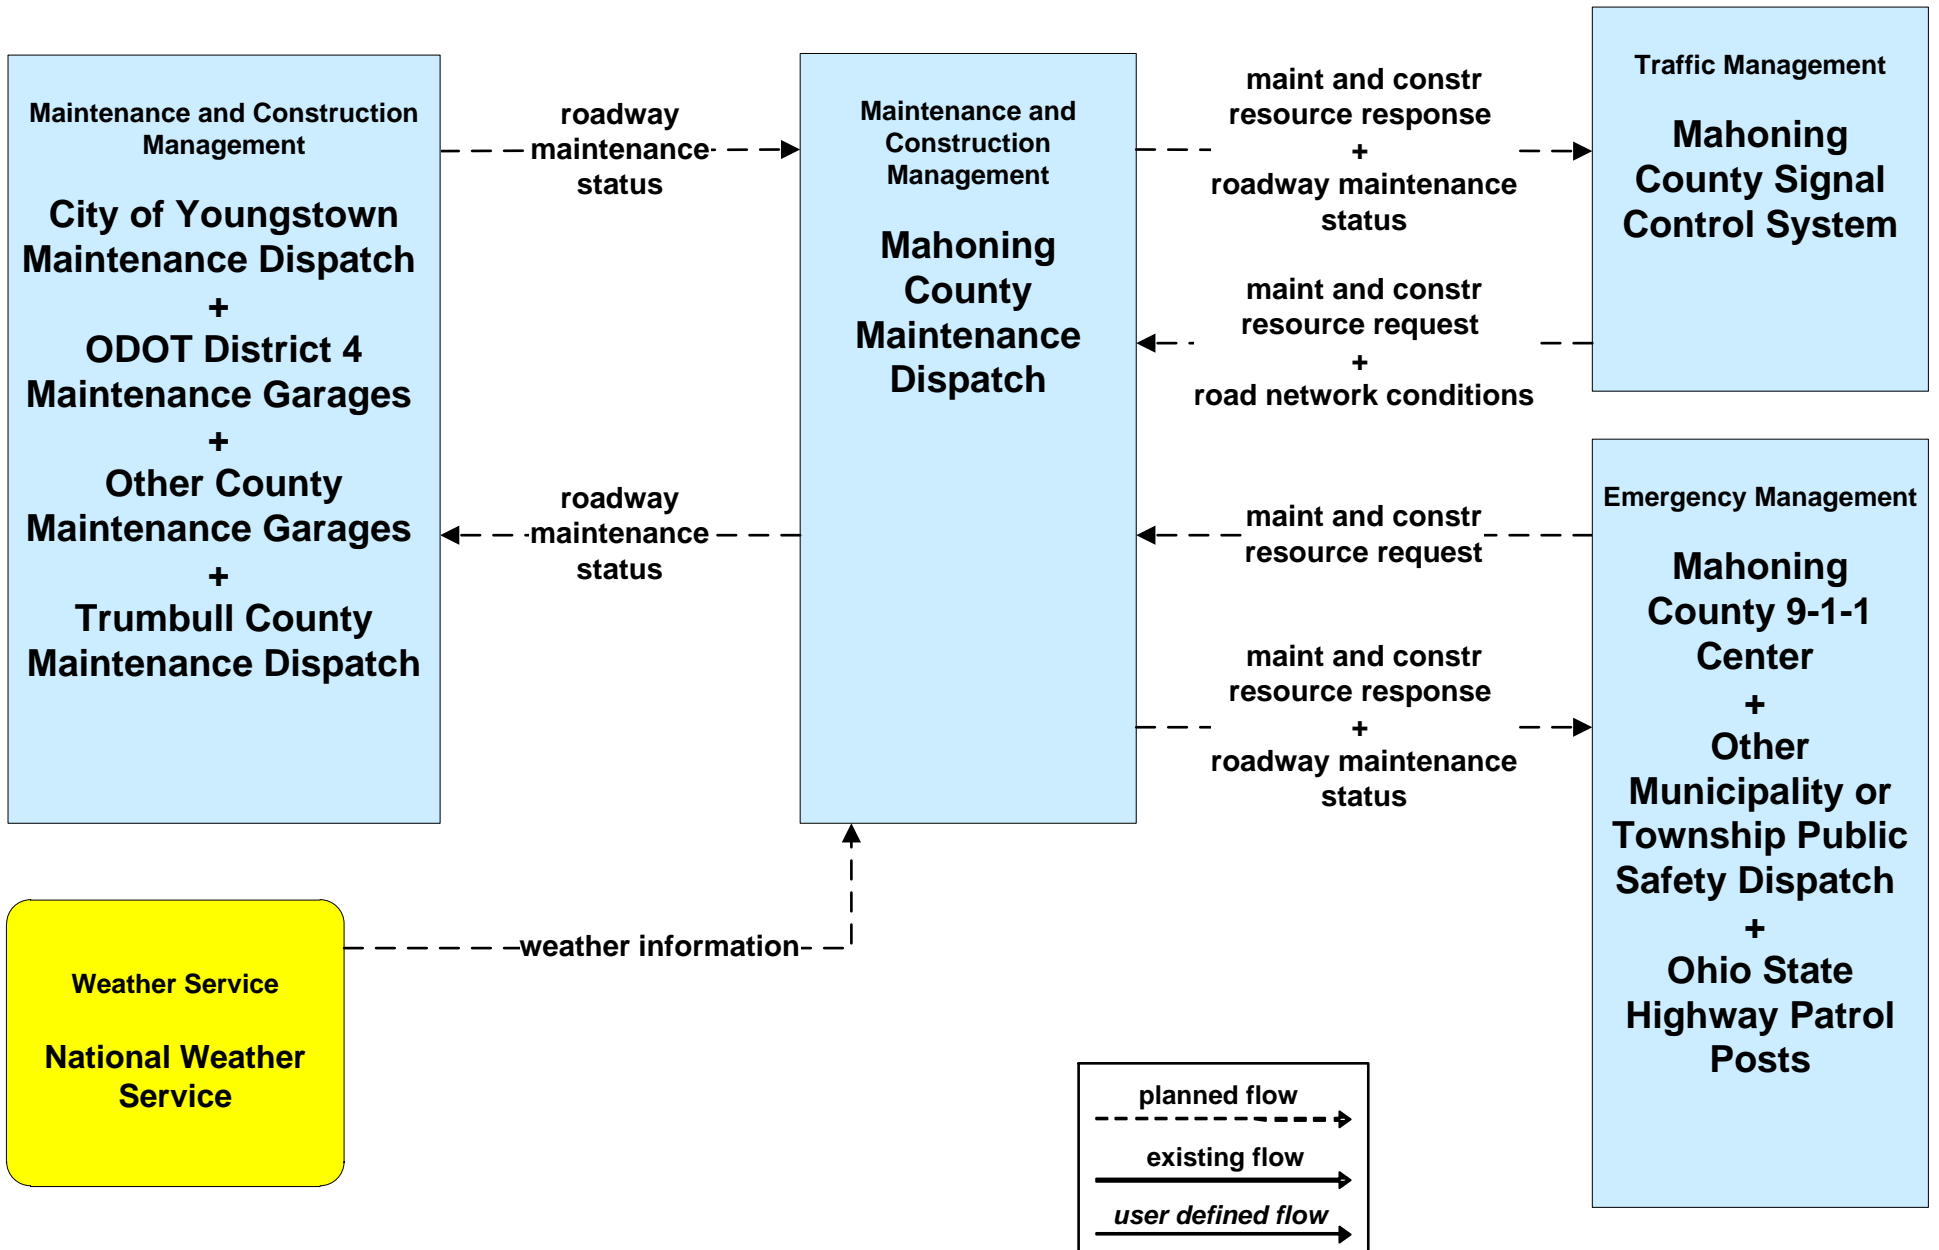 Maintenance and Construction
Management
City of Youngstown
Maintenance Dispatch
+
ODOT District 4
Maintenance Garages
+
Other County
Maintenance Garages
+
Trumbull County
Maintenance Dispatch
roadway
maintenance
status
roadway
maintenance
status
Maintenance and
Construction
Management
Mahoning
County
Maintenance
Dispatch
maint and constr
resource response
+
roadway maintenance
status
maint and constr
resource request
+
road network conditions
maint and constr
resource request
maint and constr
resource response
+
roadway maintenance
status
Traffic Management
Mahoning
County Signal
Control System
Emergency Management
Mahoning
County 9-1-1
Center
+
Other
Municipality or
Township Public
Safety Dispatch
+
Ohio State
Highway Patrol
Posts
Weather Service
National Weather
Service
weather information
planned flow
existing flow
user defined flow